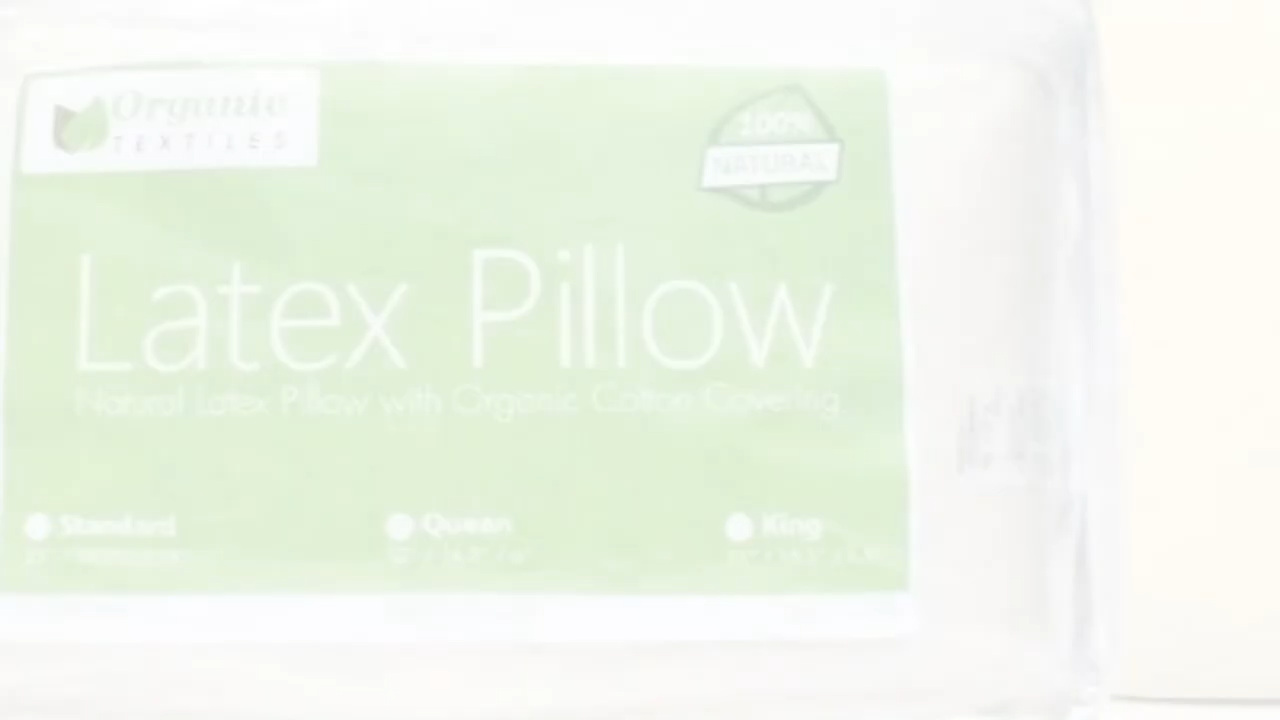 Organic
TEXTILES
100%
NATURAL
Latex Pillow
Natural Latex Pillow with Organic Cotton Covering
Standard
Queen
King